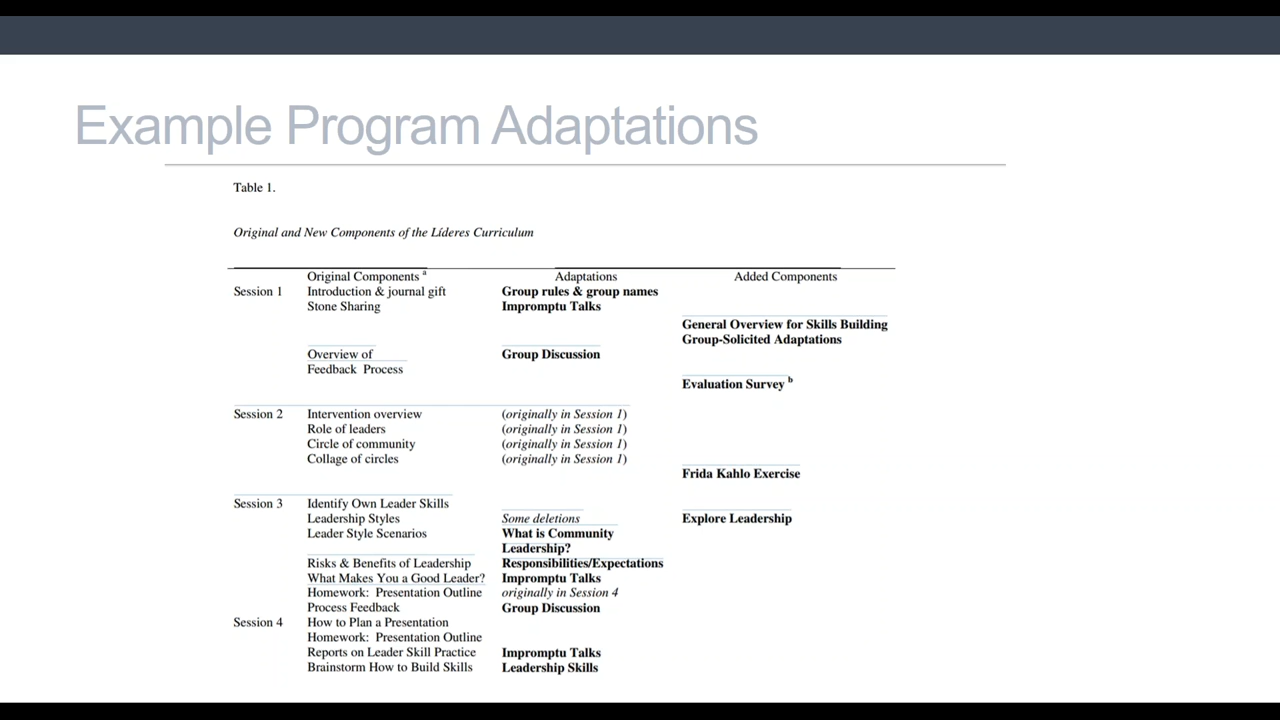 Example Program Adaptations
Table 1.
Original and New Components of the Líderes Curriculum
Original Components a Adaptations Added Components
Session 1 Introduction & journal gift Group rules & group names
Stone Sharing Impromptu Talks
General Overview for Skills Building
Group-Solicited Adaptations
Overview of Group Discussion
Feedback Process
Evaluation Survey b
Session 2 Intervention overview (originally in Session 1)
Role of leaders (originally in Session 1)
Circle of community (originally in Session 1)
Collage of circles (originally in Session 1)
Frida Kahlo Exercise
Session 3 Identify Own Leader Skills
Leadership Styles Some deletions Explore Leadership
Leader Style Scenarios What is Community
Leadership?
Risks & Benefits of Leadership Responsibilities/Expectations
What Makes You a Good Leader? Impromptu Talks
Homework: Presentation Outline originally in Session 4
Process Feedback Group Discussion
Session 4 How to Plan a Presentation
Homework: Presentation Outline
Reports on Leader Skill Practice Impromptu Talks
Brainstorm How to Build Skills Leadership Skills